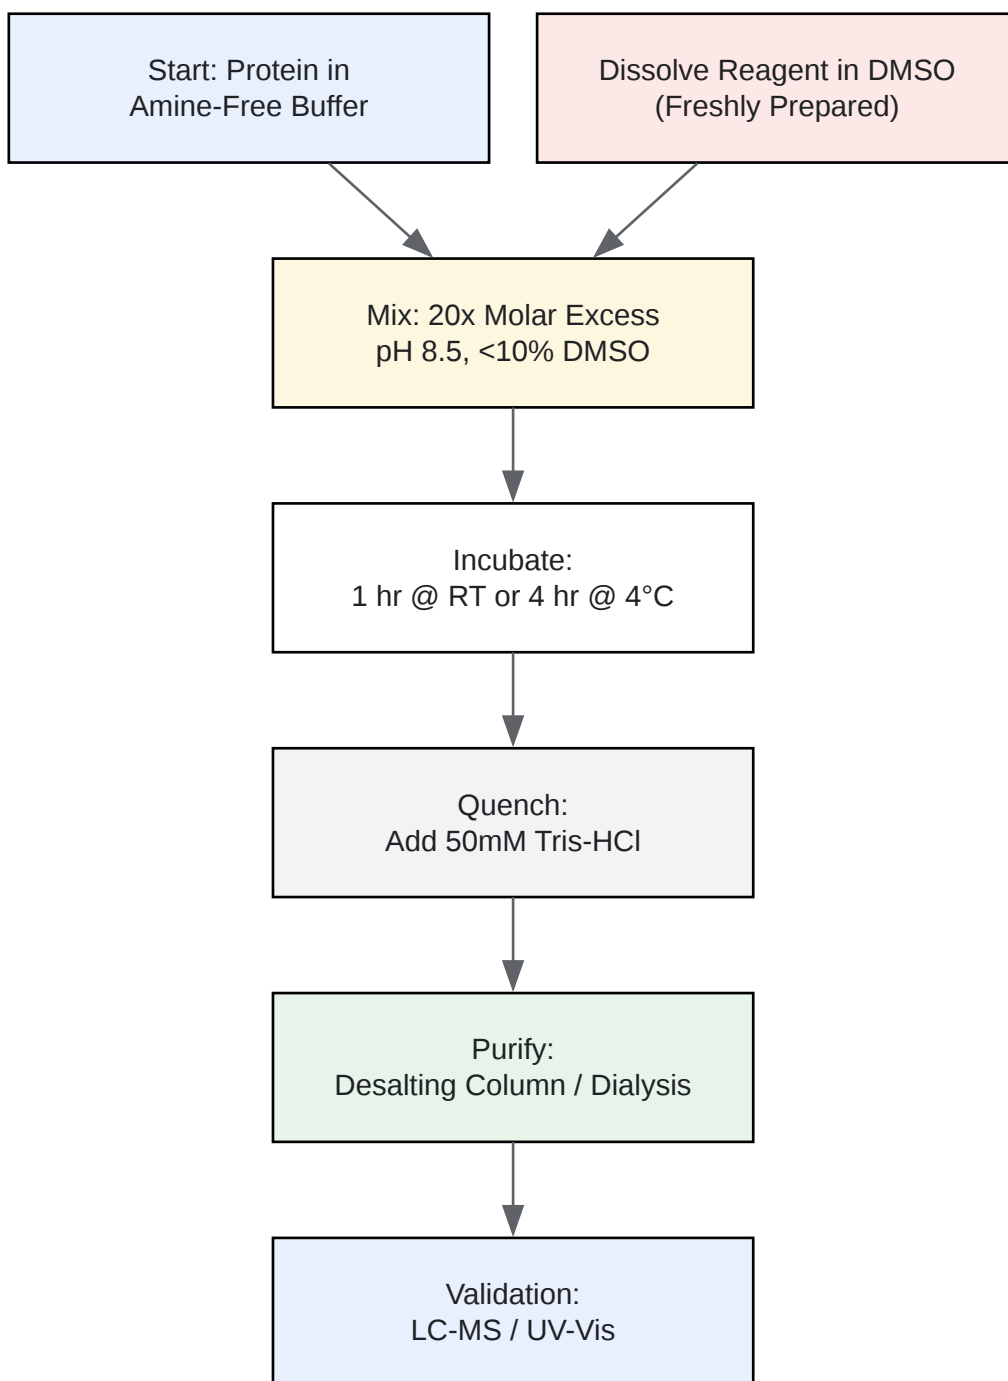 Start: Protein in
Amine-Free Buffer
Dissolve Reagent in DMSO
(Freshly Prepared)
Mix: 20x Molar Excess
pH 8.5, <10% DMSO
Incubate:
1 hr @ RT or 4 hr @ 4°C
Quench:
Add 50mM Tris-HCl
Purify:
Desalting Column / Dialysis
Validation:
LC-MS / UV-Vis